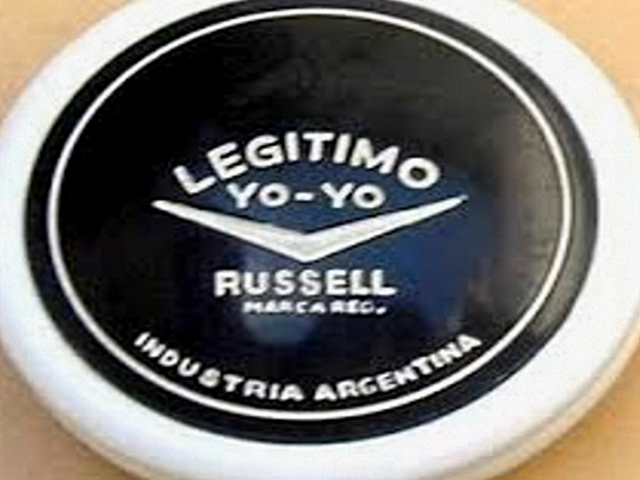 LEGITIMO
YO-YO
RUSSELL
MARCA REG.
INDUSTRIA ARGENTINA